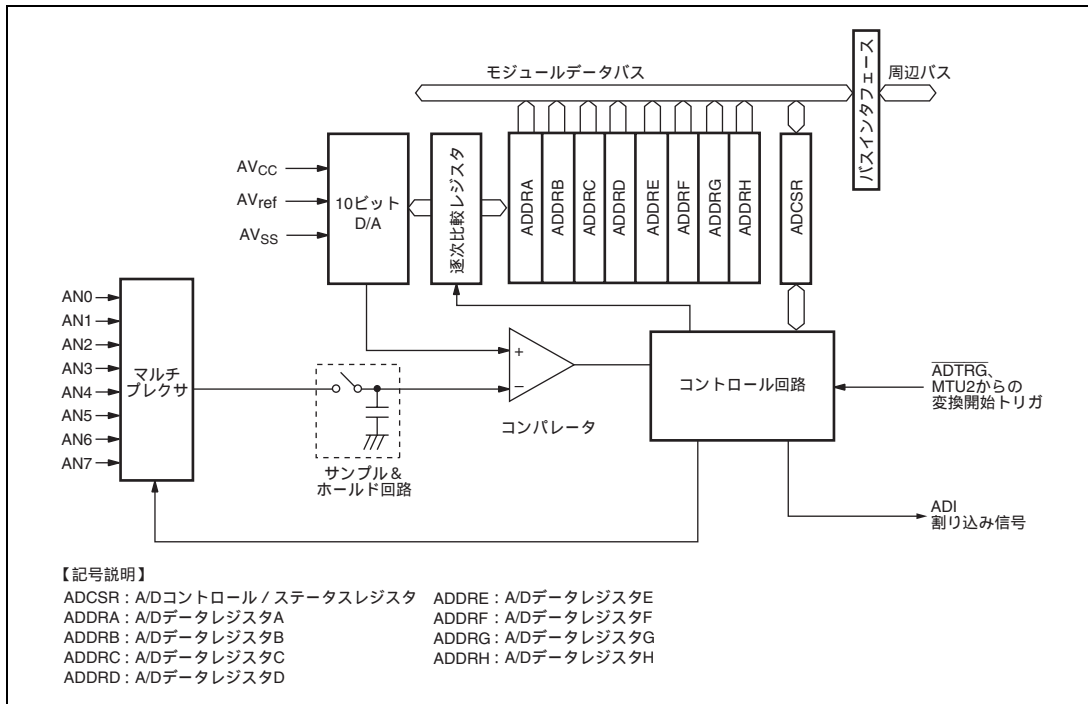 モジュールデータバス
バスインタフェース
周辺バス
AVCC
AVref
AVSS
10ビット
D/A
逐次比較レジスタ
ADDRA
ADDRB
ADDRC
ADDRD
ADDRE
ADDRF
ADDRG
ADDRH
ADCSR
AN0
AN1
AN2
AN3
AN4
AN5
AN6
AN7
マルチ
プレクサ
+
−
コンパレータ
サンプル&
ホールド回路
コントロール回路
ADTRG、
MTU2からの
変換開始トリガ
ADI
割り込み信号
【記号説明】
ADCSR : A/Dコントロール / ステータスレジスタ
ADDRA : A/DデータレジスタA
ADDRB : A/DデータレジスタB
ADDRC : A/DデータレジスタC
ADDRD : A/DデータレジスタD
ADDRE : A/DデータレジスタE
ADDRF : A/DデータレジスタF
ADDRG : A/DデータレジスタG
ADDRH : A/DデータレジスタH